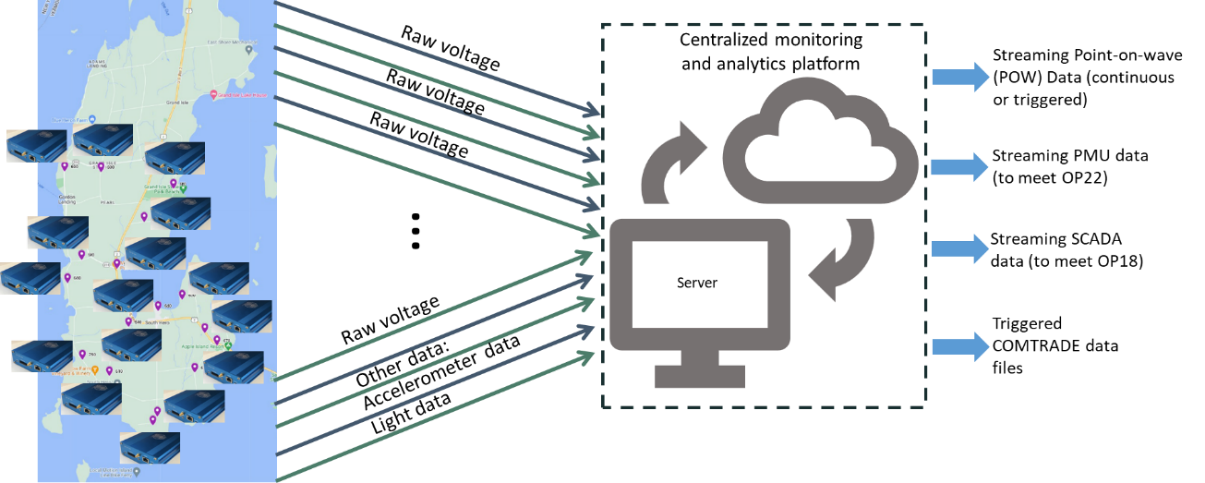 Raw voltage
Raw voltage
Raw voltage
Raw voltage
Other data:
Accelerometer data
Light data
Centralized monitoring
and analytics platform
Server
Streaming Point-on-wave
(POW) Data (continuous
or triggered)
Streaming PMU data
(to meet OP22)
Streaming SCADA
data (to meet OP18)
Triggered
COMTRADE data
files